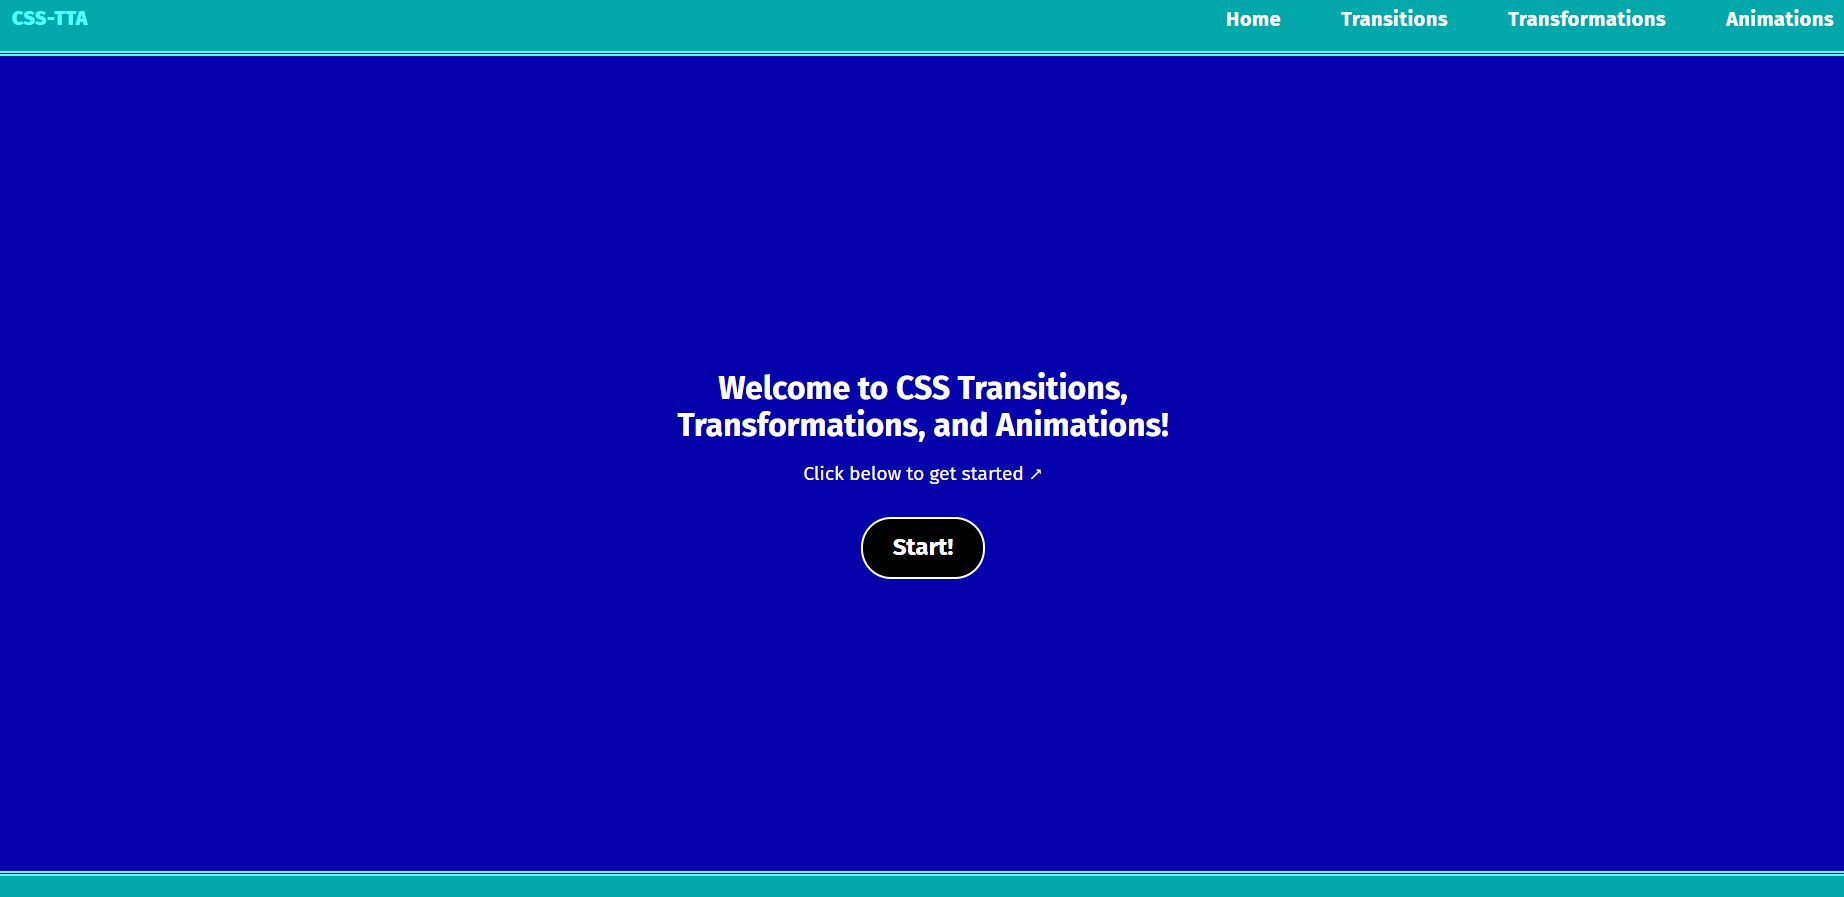 CSS-TTA
Home Transitions Transformations Animations
Welcome to CSS Transitions,
Transformations, and Animations!
Click below to get started ↗
Start!